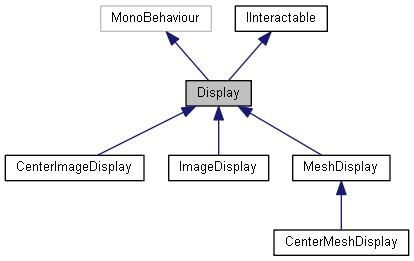 MonoBehaviour
IInteractable
Display
CenterImageDisplay
ImageDisplay
MeshDisplay
CenterMeshDisplay